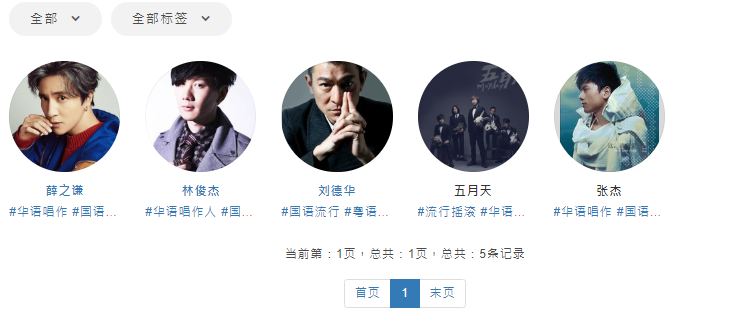 全部 全部标签
五月天
薛之谦 林俊杰 刘德华 五月天 张杰
#华语唱作 #国语... #华语唱作人 #国... #国语流行 #粤语... #流行摇滚 #华语... #华语唱作 #国语...
当前第：1页，总共：1页，总共：5条记录
首页 1 末页